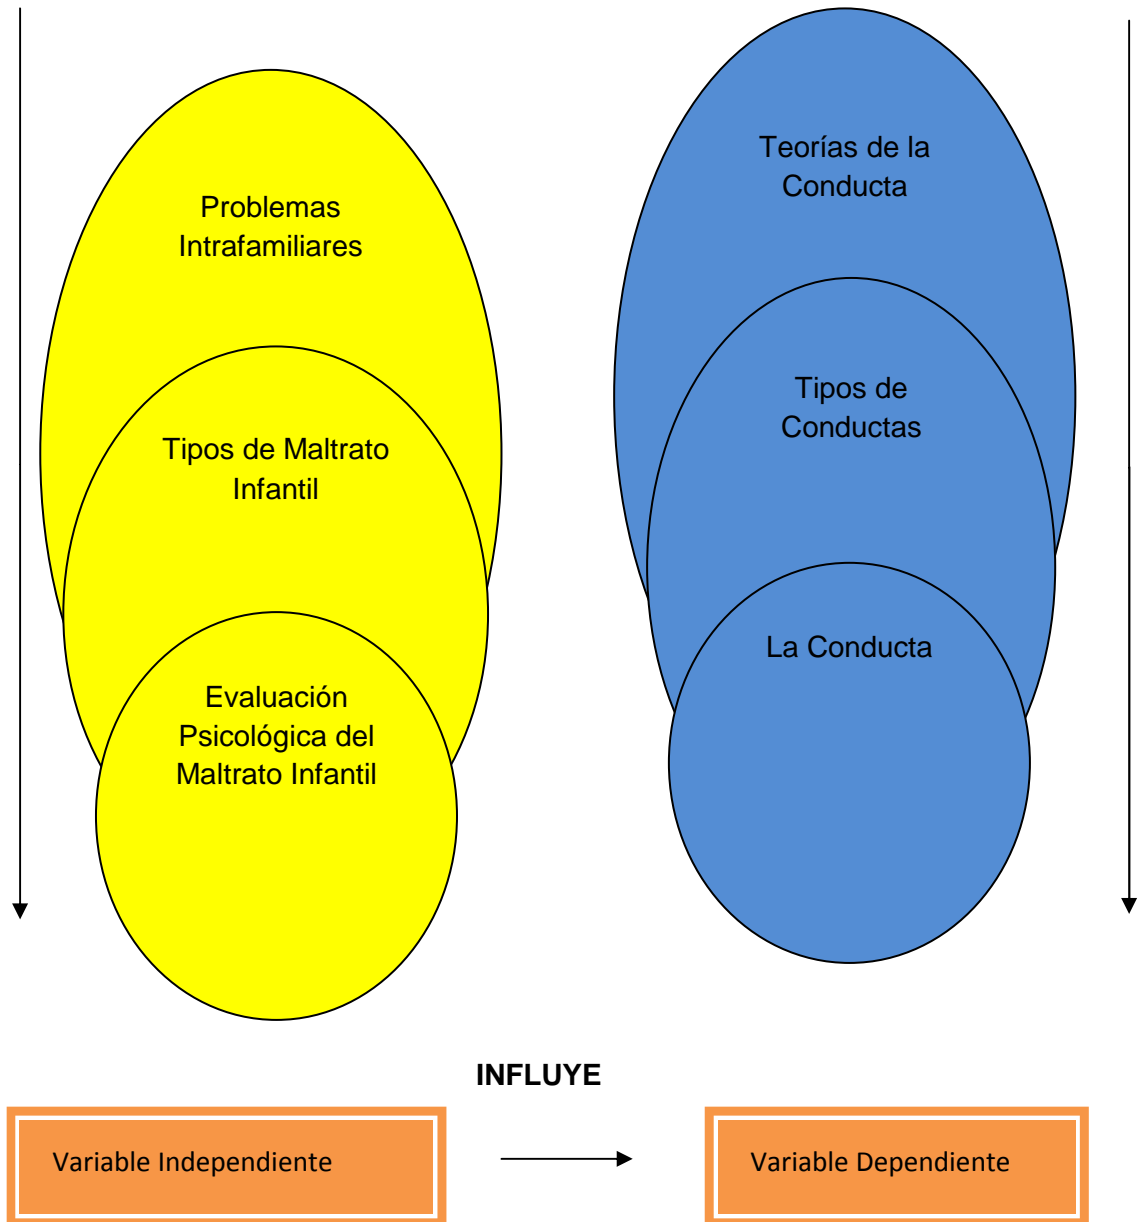 Problemas
Intrafamiliares
Tipos de Maltrato
Infantil
Evaluación
Psicológica del
Maltrato Infantil
Teorías de la
Conducta
Tipos de
Conductas
La Conducta
INFLUYE
Variable Independiente
Variable Dependiente